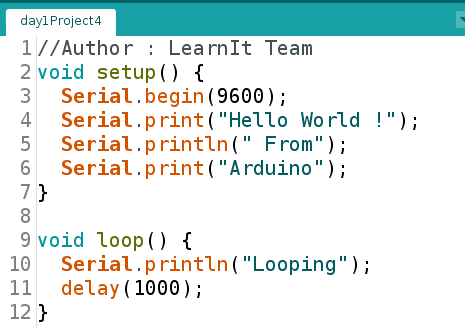 day1Project4
1 //Author : LearnIt Team
2 void setup() {
3   Serial.begin(9600);
4   Serial.print("Hello World !");
5   Serial.println(" From");
6   Serial.print("Arduino");
7 }
8
9 void loop() {
10   Serial.println("Looping");
11   delay(1000);
12 }